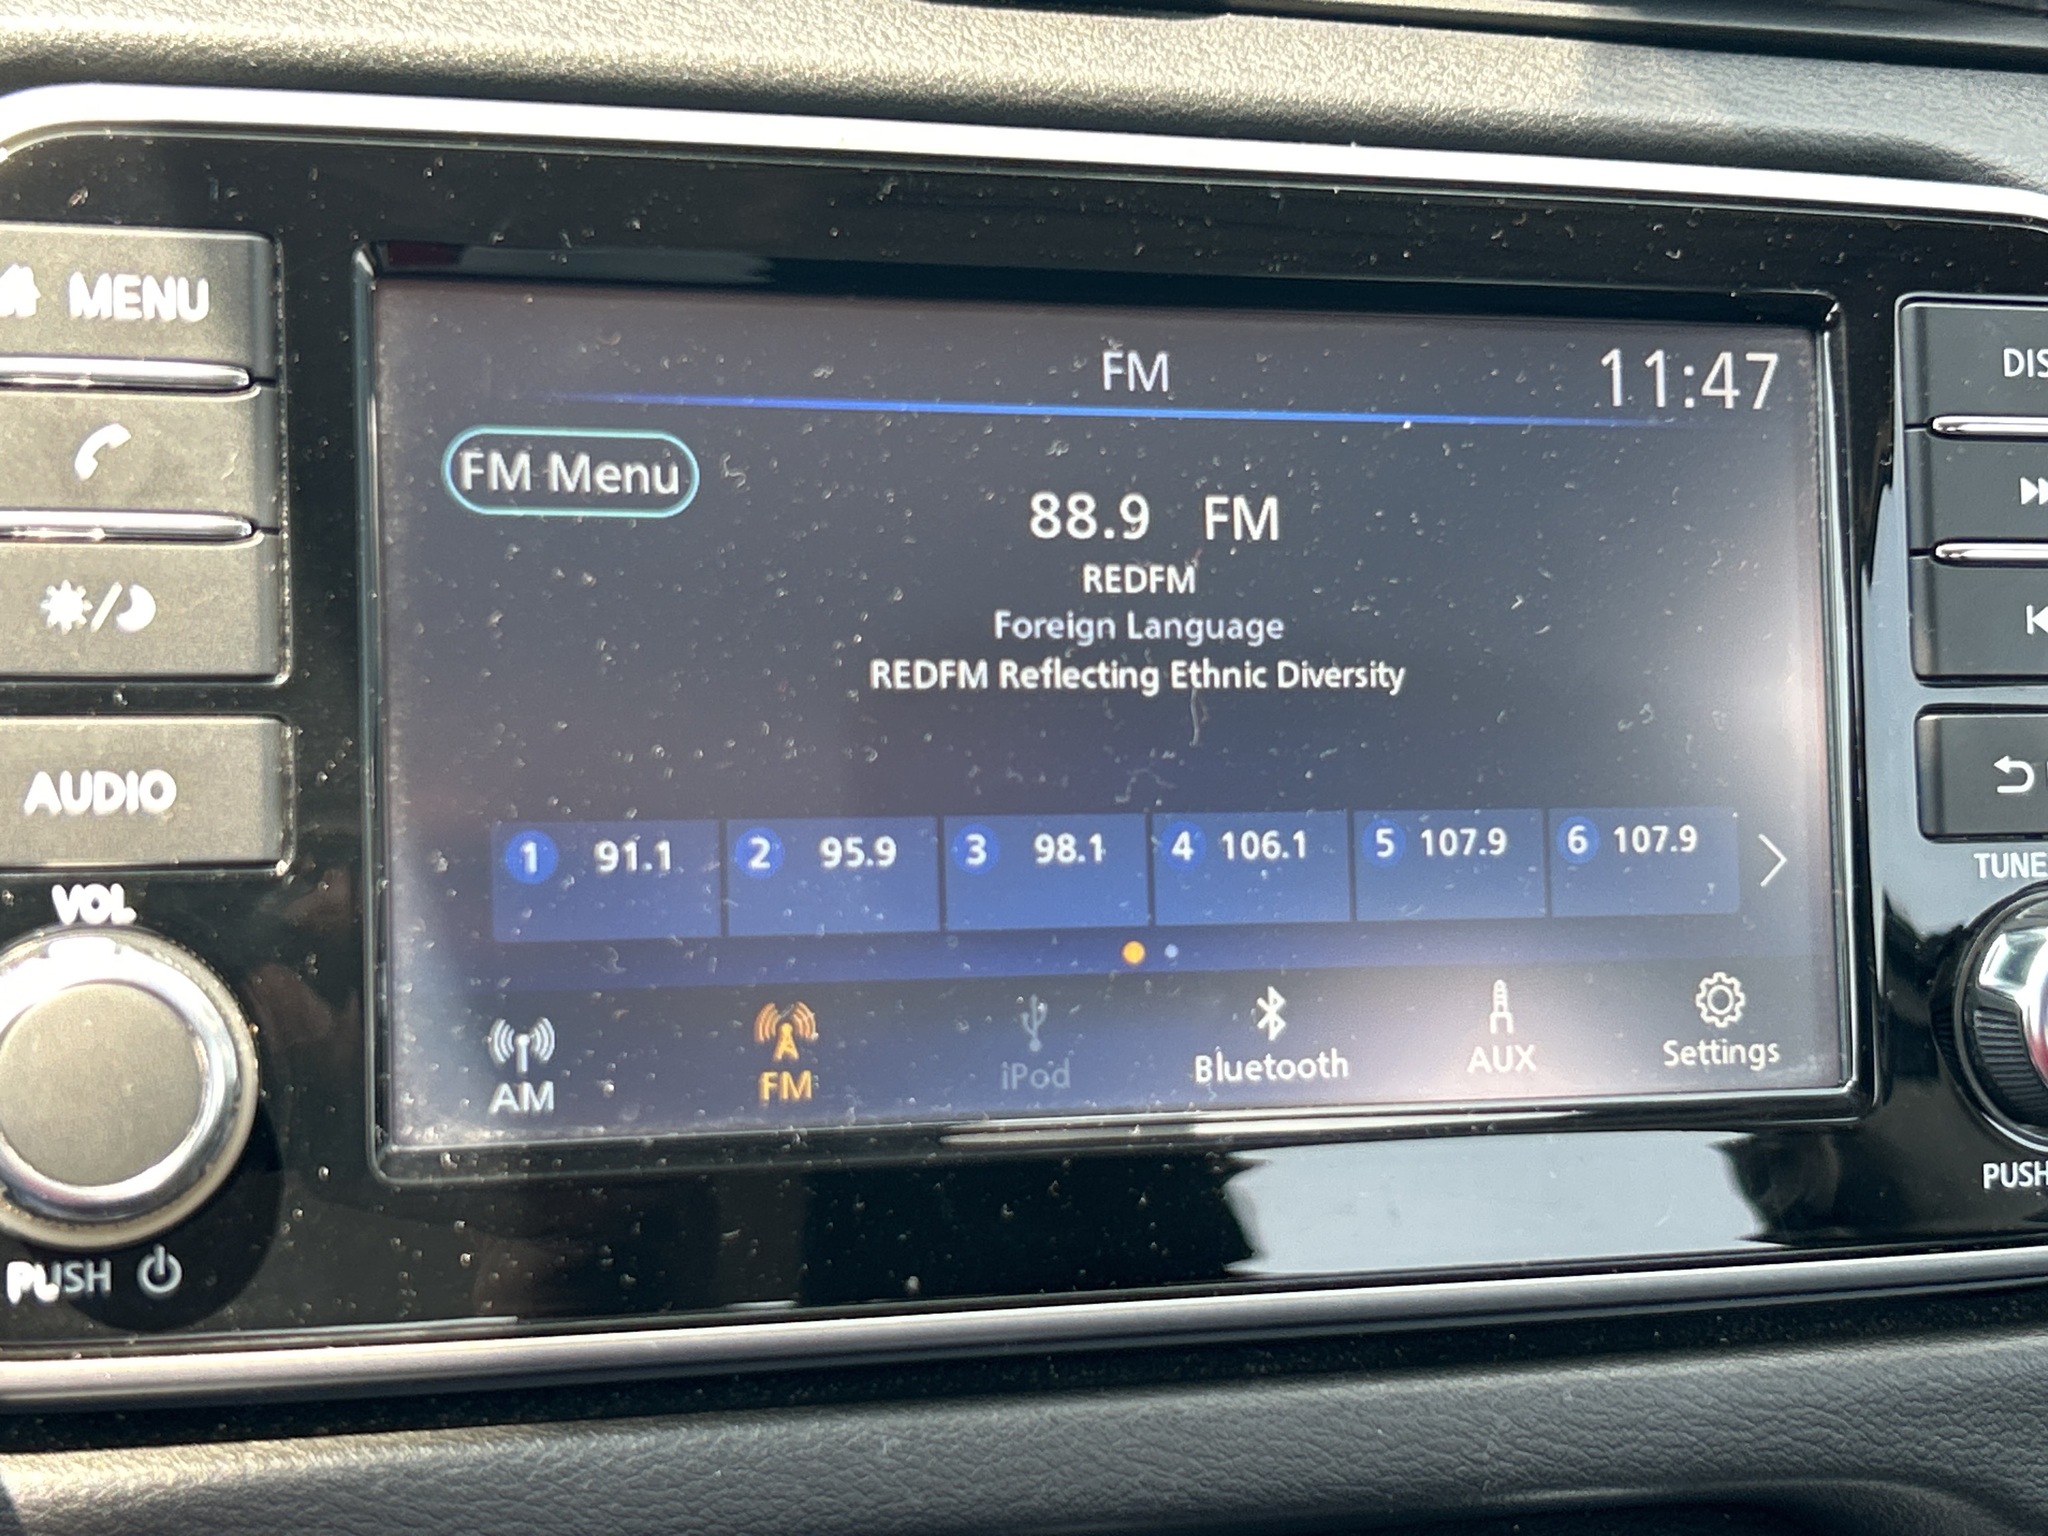 MENU
AUDIO
VOL
PUSH
FM
11:47
FM Menu
88.9 FM
REDFM
Foreign Language
REDFM Reflecting Ethnic Diversity
1 91.1 2 95.9 3 98.1 4 106.1 5 107.9 6 107.9
AM FM iPod Bluetooth AUX Settings
DIS
TUNE
PUSH